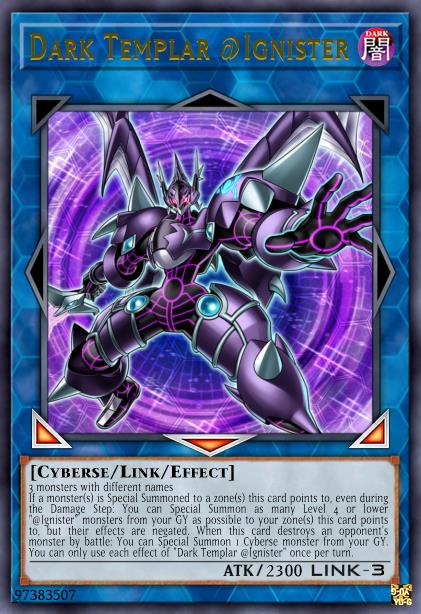 Dark Templar @Ignister
DARK
闇
[Cyberse/Link/Effect]
3 monsters with different names
If a monster(s) is Special Summoned to a zone(s) this card points to, even during
the Damage Step: You can Special Summon as many Level 4 or lower
"@Ignister" monsters from your GY as possible to your zone(s) this card points
to, but their effects are negated. When this card destroys an opponent's
monster by battle: You can Special Summon 1 Cyberse monster from your GY.
You can only use each effect of "Dark Templar @Ignister" once per turn.
ATK/2300 LINK-3
97383507